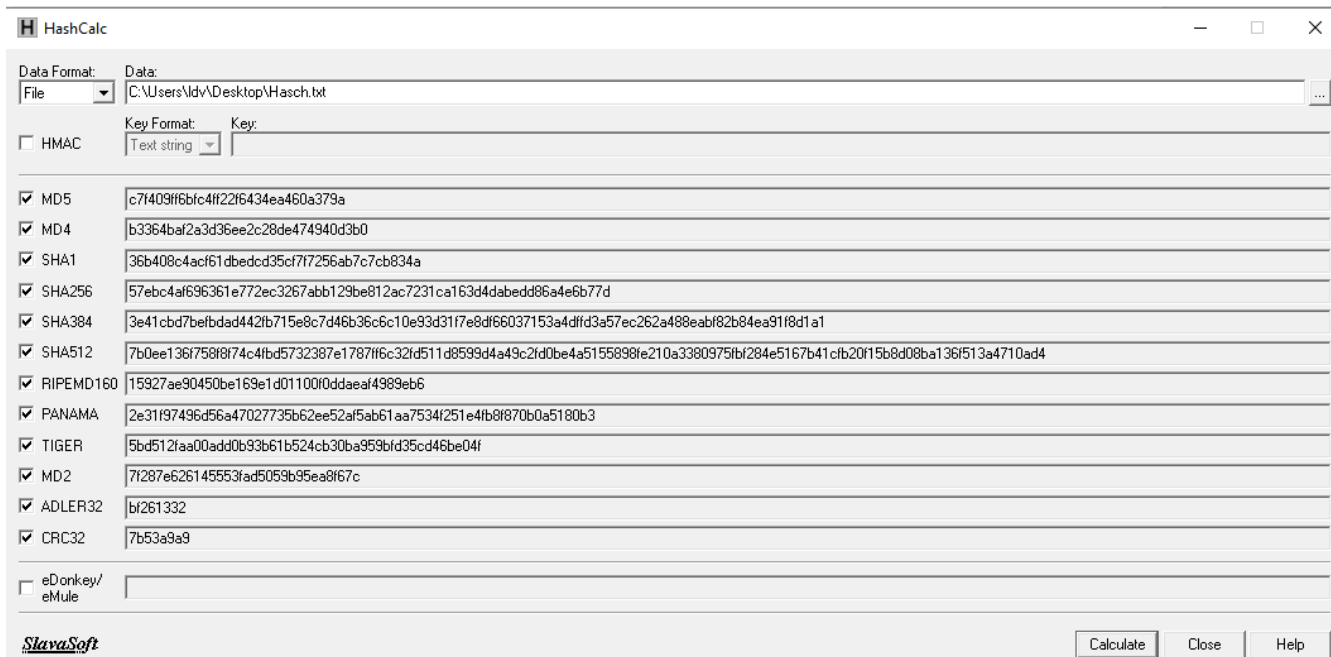 HashCalc
Data Format: Data:
File C:\Users\ldv\Desktop\Hasch.txt ...
Key Format: Key:
HMAC Text string
MD5 c7f409ff6bfc4ff22f6434ea460a379a
MD4 b3364baf2a3d36ee2c28de474940d3b0
SHA1 36b408c4acf61dbedcd35cf7f7256ab7c7cb834a
SHA256 57ebc4af696361e772ec3267abb129be812ac7231ca163d4dabedd86a4e6b77d
SHA384 3e41cbd7befbdad442fb715e8c7d46b36c6c10e93d31f7e8df66037153a4dffd3a57ec262a488eabf82b84ea91f8d1a1
SHA512 7b0ee136f758f8f74c4fbd5732387e1787ff6c32fd511d8599d4a49c2fd0be4a5155898fe210a3380975fbf284e5167b41cfb20f15b8d08ba136f513a4710ad4
RIPEMD160 15927ae90450be169e1d01100f0ddaeaf4989eb6
PANAMA 2e31f97496d56a47027735b62ee52af5ab61aa7534f251e4fb8f870b0a5180b3
TIGER 5bd512faa00add0b93b61b524cb30ba959bfd35cd46be04f
MD2 7f287e626145553fad5059b95ea8f67c
ADLER32 bf261332
CRC32 7b53a9a9
eDonkey/
eMule
SlavaSoft Calculate Close Help